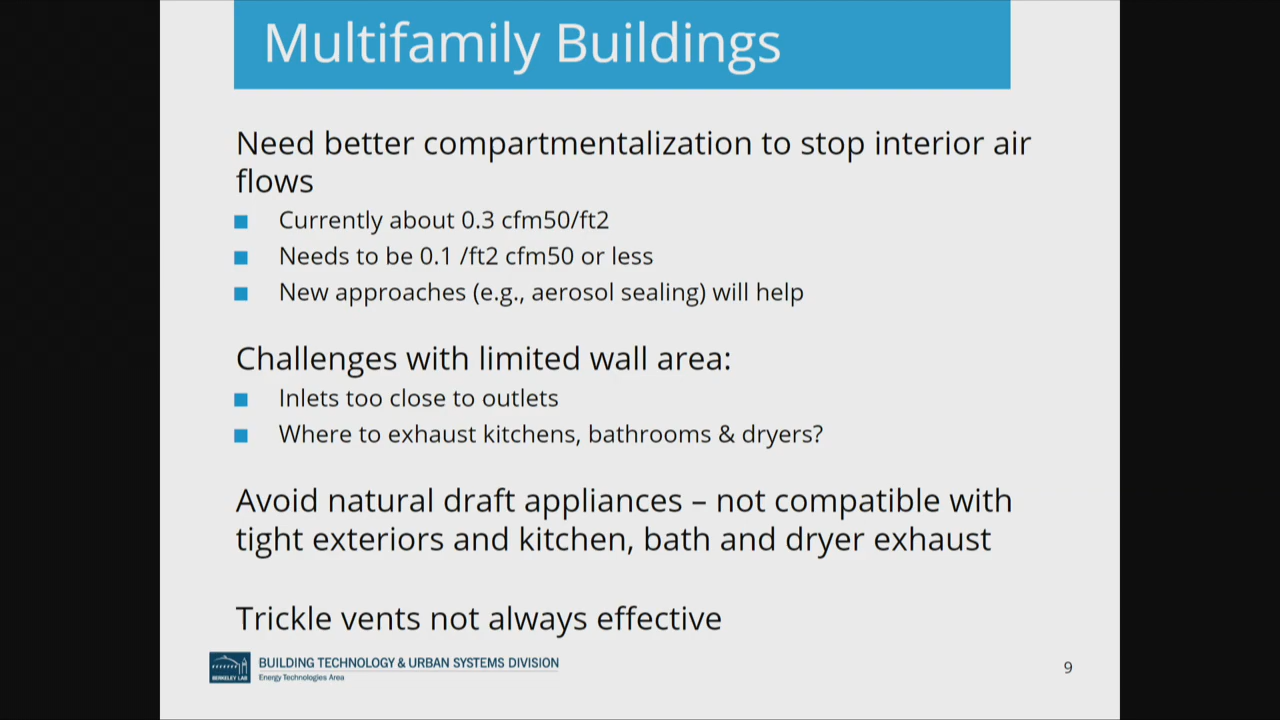 Multifamily Buildings
Need better compartmentalization to stop interior air
flows
Currently about 0.3 cfm50/ft2
Needs to be 0.1 /ft2 cfm50 or less
New approaches (e.g., aerosol sealing) will help
Challenges with limited wall area:
Inlets too close to outlets
Where to exhaust kitchens, bathrooms & dryers?
Avoid natural draft appliances – not compatible with
tight exteriors and kitchen, bath and dryer exhaust
Trickle vents not always effective
BERKELEY LAB
BUILDING TECHNOLOGY & URBAN SYSTEMS DIVISION
Energy Technologies Area
9